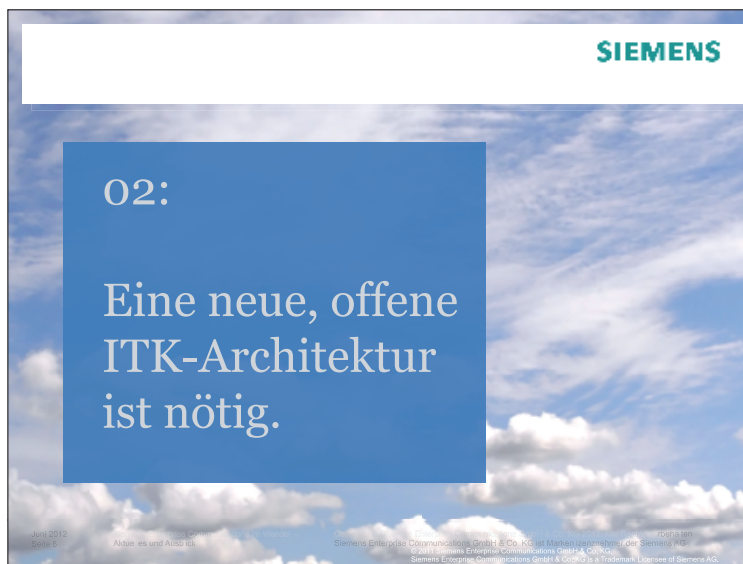 SIEMENS
02:
Eine neue, offene
ITK-Architektur
ist nötig.
Juni 2012
Seite 6
Siemens Enterprise Communications GmbH & Co. KG ist Markenlizenznehmer der Siemens AG.
© 2011 Siemens Enterprise Communications GmbH & Co. KG.
Siemens Enterprise Communications GmbH & Co. KG is a Trademark Licensee of Siemens AG.